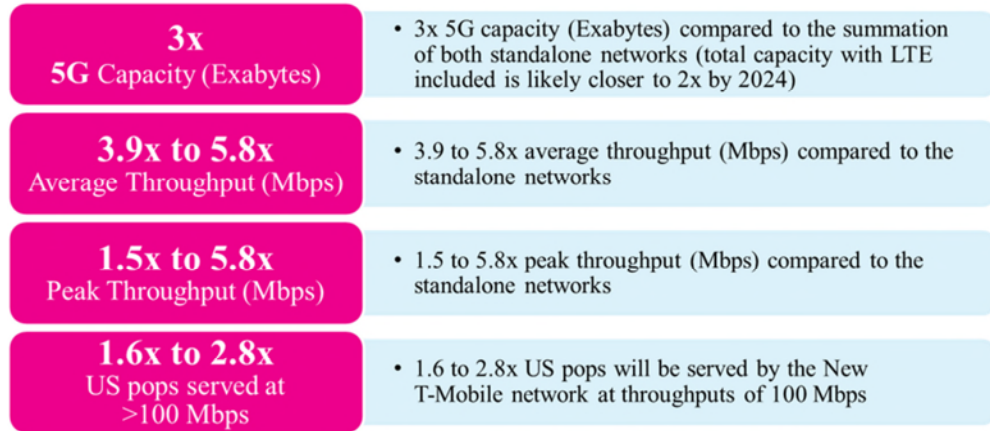 3x
5G Capacity (Exabytes)
• 3x 5G capacity (Exabytes) compared to the summation
of both standalone networks (total capacity with LTE
included is likely closer to 2x by 2024)
3.9x to 5.8x
Average Throughput (Mbps)
• 3.9 to 5.8x average throughput (Mbps) compared to the
standalone networks
1.5x to 5.8x
Peak Throughput (Mbps)
• 1.5 to 5.8x peak throughput (Mbps) compared to the
standalone networks
1.6x to 2.8x
US pops served at
>100 Mbps
• 1.6 to 2.8x US pops will be served by the New
T-Mobile network at throughputs of 100 Mbps